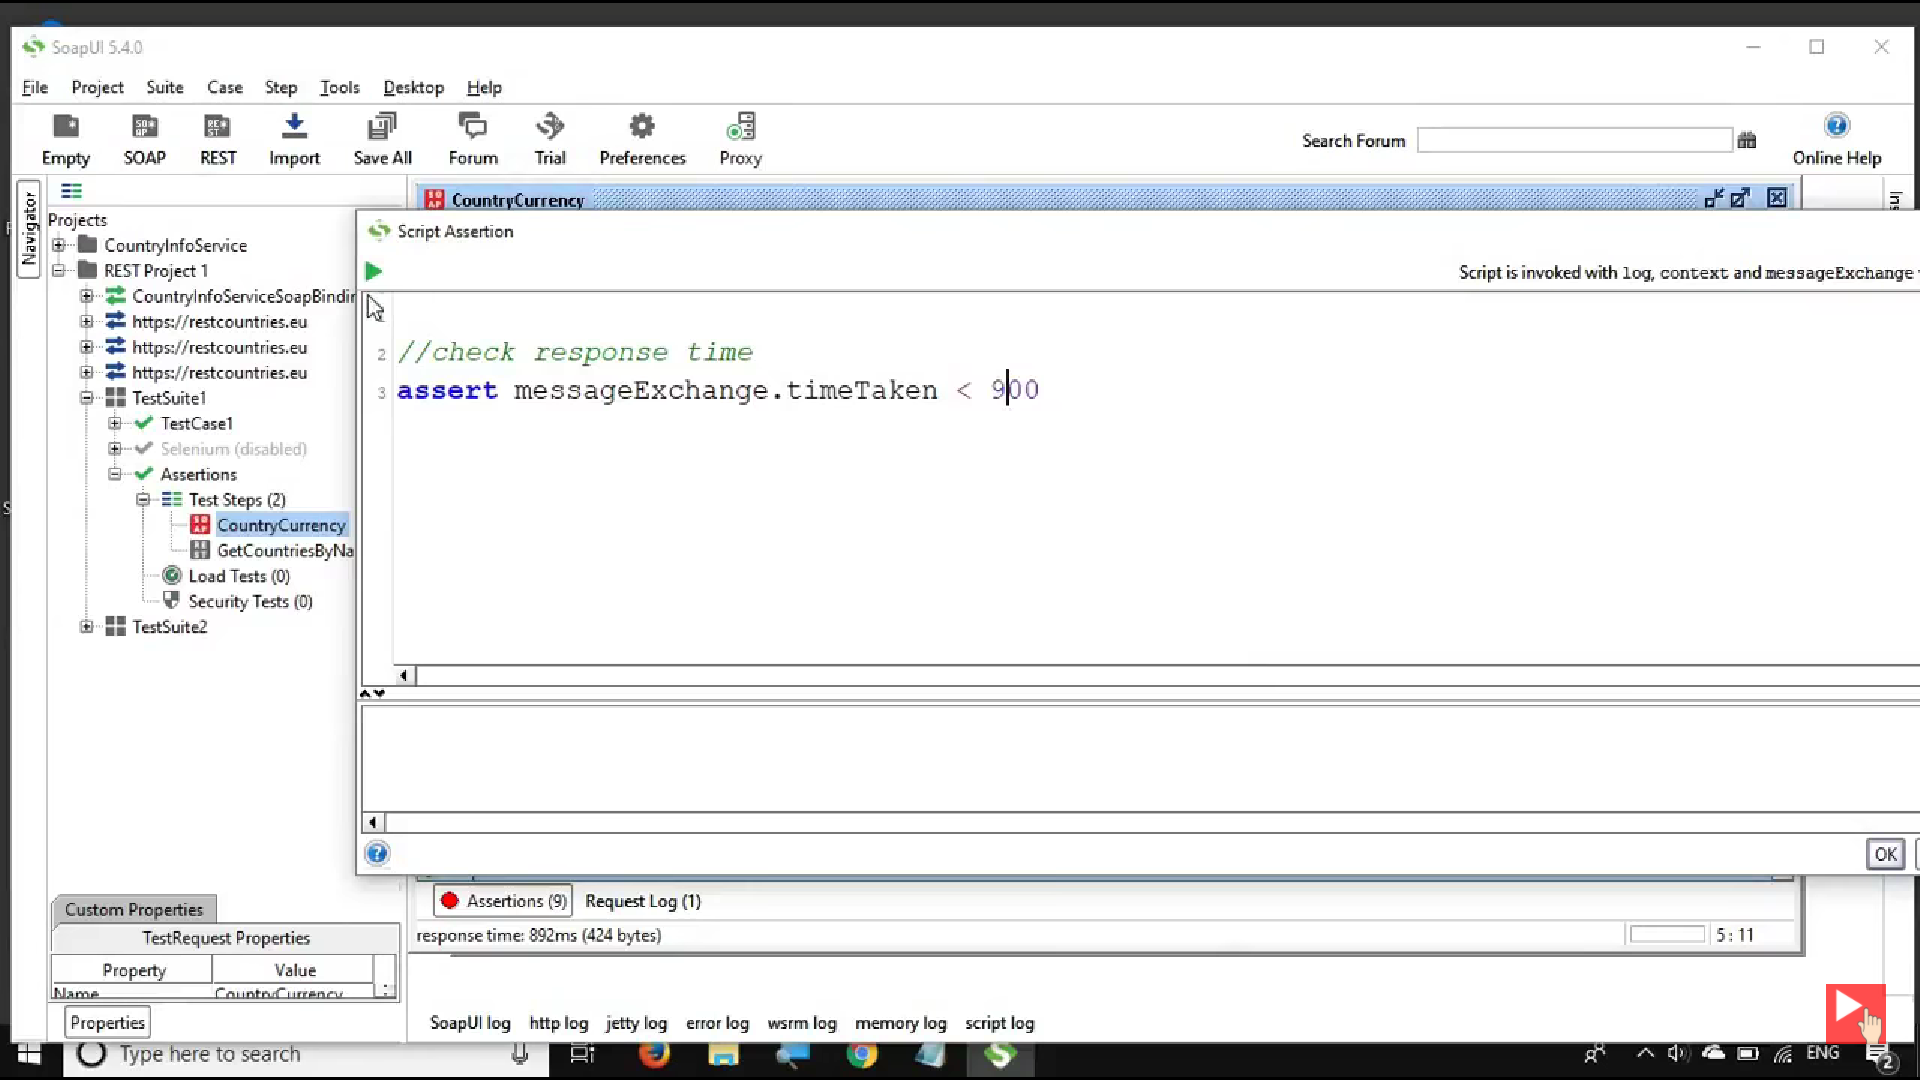 SoapUI 5.4.0
File Project Suite Case Step Tools Desktop Help
Empty SOAP REST Import Save All Forum Trial Preferences Proxy
Search Forum
Online Help
Navigator
Projects
CountryInfoService
REST Project 1
CountryInfoServiceSoapBindin
https://restcountries.eu
https://restcountries.eu
https://restcountries.eu
TestSuite1
TestCase1
Selenium (disabled)
Assertions
Test Steps (2)
CountryCurrency
GetCountriesByNa
Load Tests (0)
Security Tests (0)
TestSuite2
CountryCurrency
Ins
Script Assertion
Script is invoked with log, context and messageExchange
2 //check response time
3 assert messageExchange.timeTaken < 900
OK
Assertions (9) Request Log (1)
response time: 892ms (424 bytes)
5 : 11
Custom Properties
TestRequest Properties
Property Value
Name CountryCurrency
Properties
SoapUI log http log jetty log error log wsrm log memory log script log
Type here to search
ENG
2